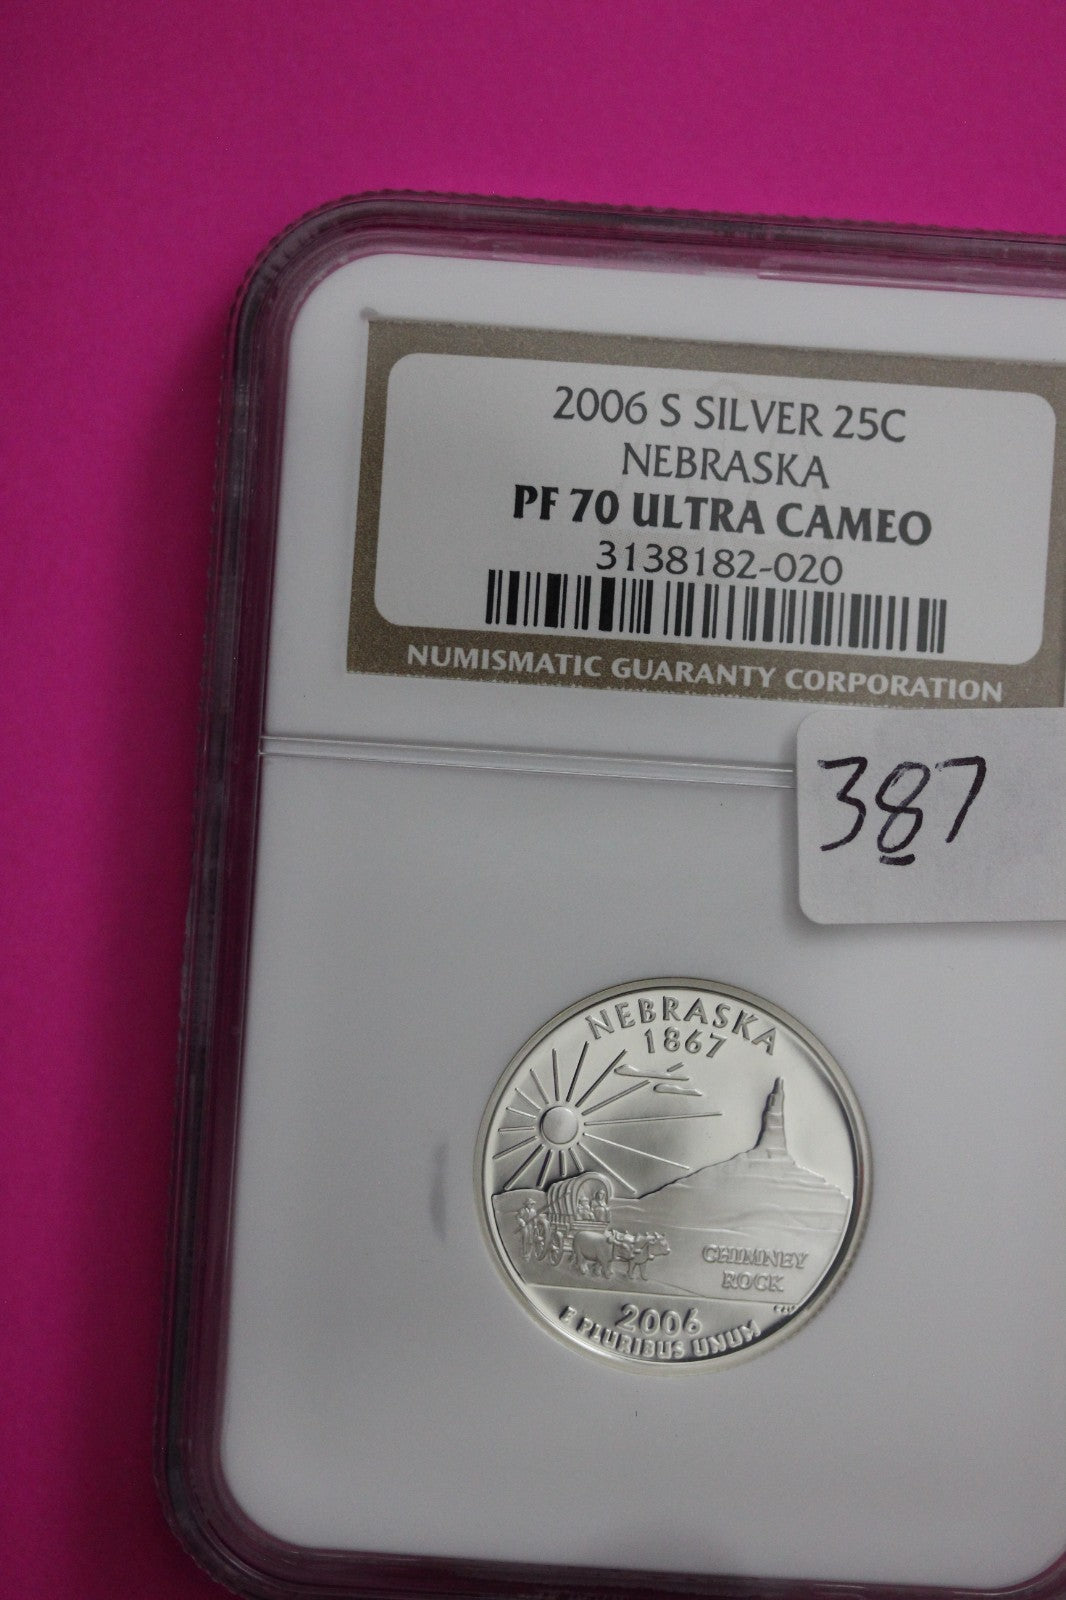 2006 S SILVER 25C
NEBRASKA
PF 70 ULTRA CAMEO
3138182-020
NUMISMATIC GUARANTY CORPORATION
387
NEBRASKA
1867
CHIMNEY
ROCK
2006
E PLURIBUS UNUM